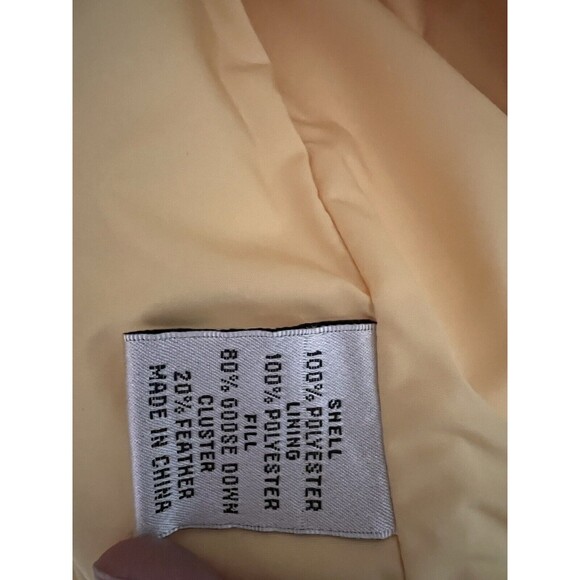 SHELL
100% POLYESTER
LINING
100% POLYESTER
FILL
80% GOOSE DOWN
CLUSTER
20% FEATHER
MADE IN CHINA